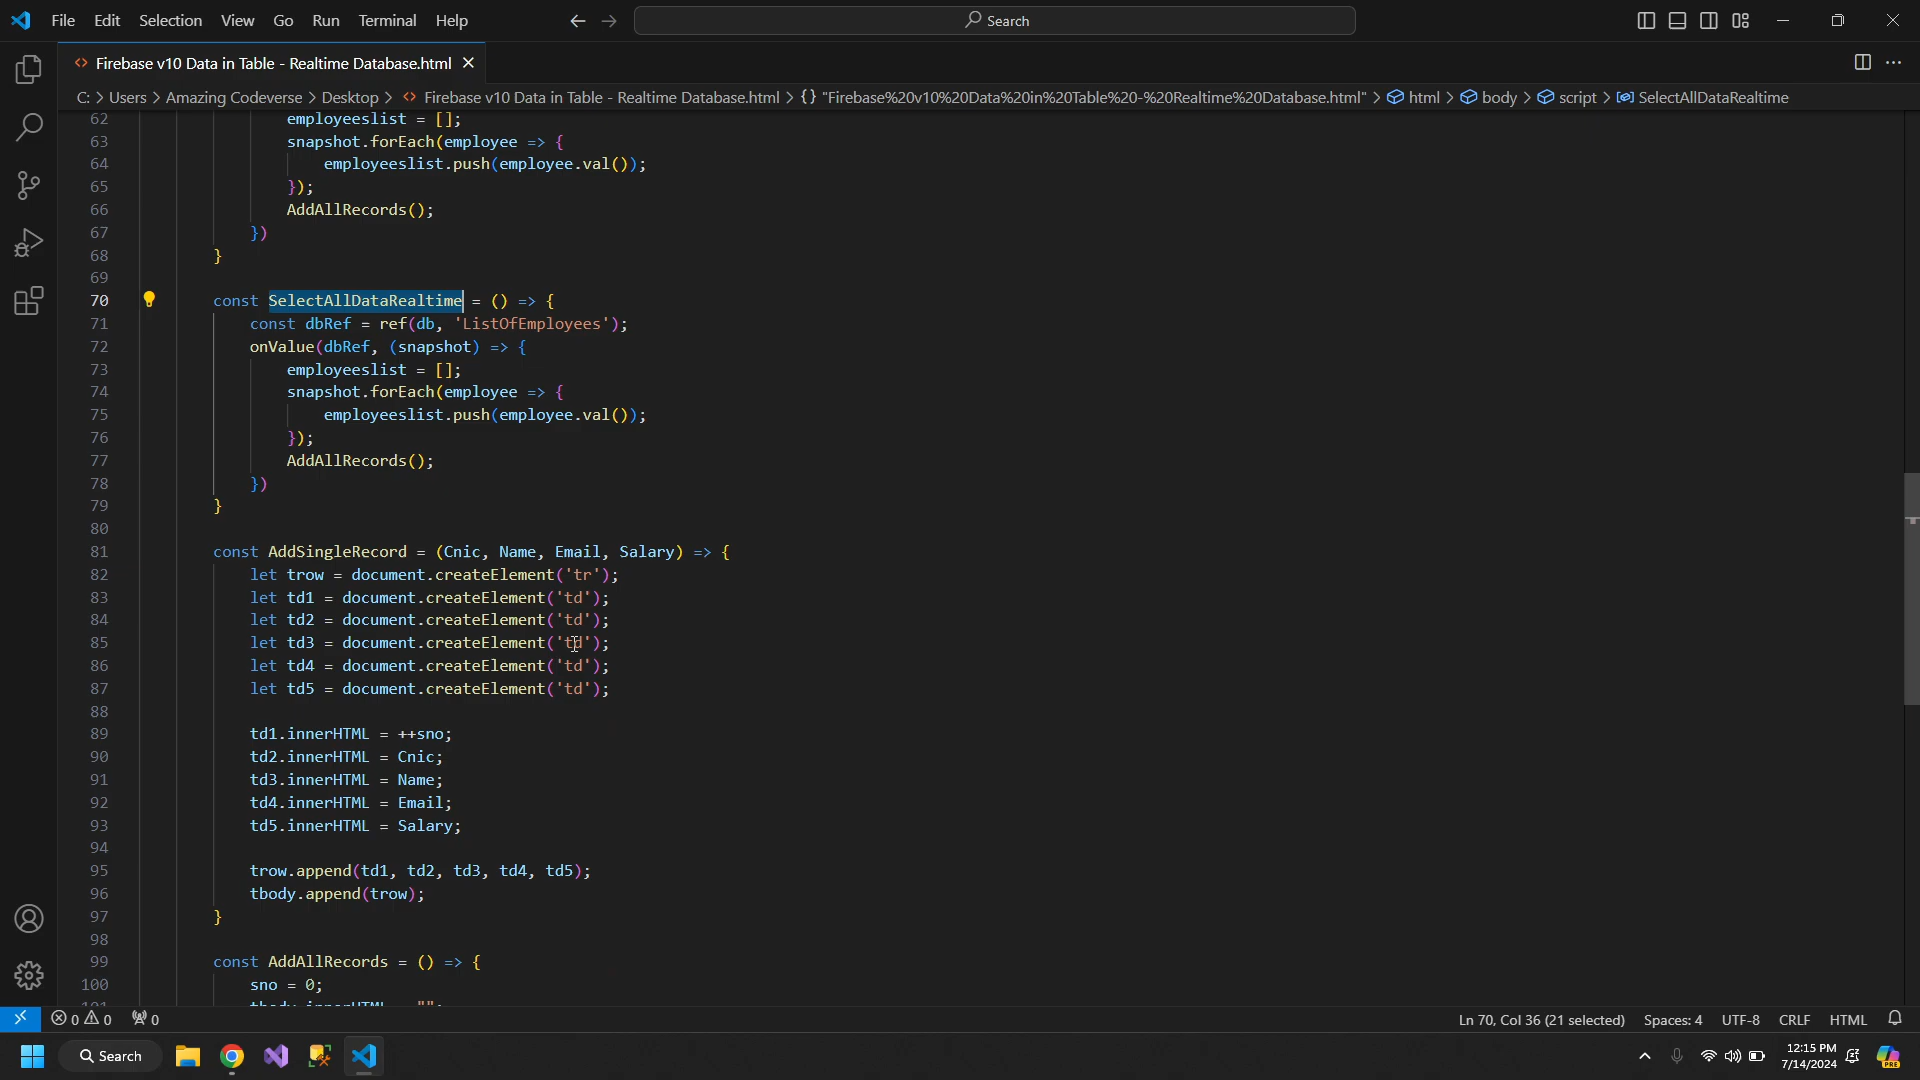 File Edit Selection View Go Run Terminal Help Search
Firebase v10 Data in Table - Realtime Database.html
C: > Users > Amazing Codeverse > Desktop > Firebase v10 Data in Table - Realtime Database.html > {} "Firebase%20v10%20Data%20in%20Table%20-%20Realtime%20Database.html" > html > body > script > SelectAllDataRealtime
62 employeeslist = [];
63 snapshot.forEach(employee => {
64 employeeslist.push(employee.val());
65 });
66 AddAllRecords();
67 })
68 }
69
70 const SelectAllDataRealtime = () => {
71 const dbRef = ref(db, 'ListOfEmployees');
72 onValue(dbRef, (snapshot) => {
73 employeeslist = [];
74 snapshot.forEach(employee => {
75 employeeslist.push(employee.val());
76 });
77 AddAllRecords();
78 })
79 }
80
81 const AddSingleRecord = (Cnic, Name, Email, Salary) => {
82 let trow = document.createElement('tr');
83 let td1 = document.createElement('td');
84 let td2 = document.createElement('td');
85 let td3 = document.createElement('td');
86 let td4 = document.createElement('td');
87 let td5 = document.createElement('td');
88
89 td1.innerHTML = ++sno;
90 td2.innerHTML = Cnic;
91 td3.innerHTML = Name;
92 td4.innerHTML = Email;
93 td5.innerHTML = Salary;
94
95 trow.append(td1, td2, td3, td4, td5);
96 tbody.append(trow);
97 }
98
99 const AddAllRecords = () => {
100 sno = 0;
101 tbody.innerHTML = "";
0 0 0 Ln 70, Col 36 (21 selected) Spaces: 4 UTF-8 CRLF HTML
Search 12:15 PM
7/14/2024 PRE